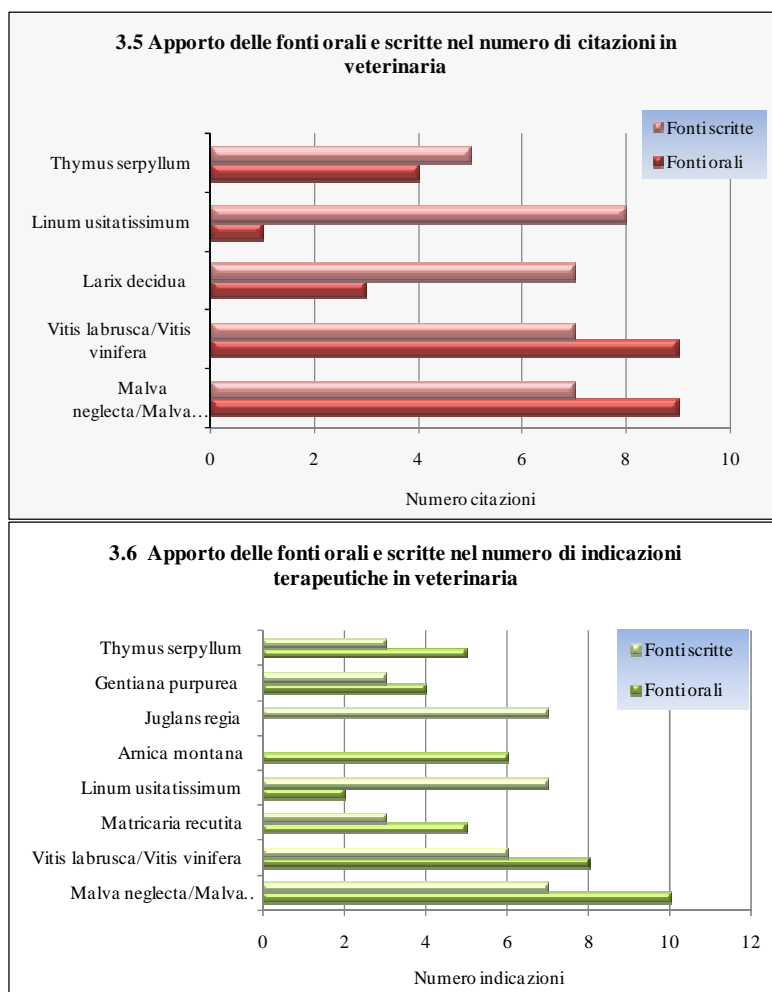 3.5 Apporto delle fonti orali e scritte nel numero di citazioni in
veterinaria
Fonti scritte
Fonti orali
Thymus serpyllum
Linum usitatissimum
Larix decidua
Vitis labrusca/Vitis
vinifera
Malva
neglecta/Malva…
0 2 4 6 8 10
Numero citazioni
3.6 Apporto delle fonti orali e scritte nel numero di indicazioni
terapeutiche in veterinaria
Fonti scritte
Fonti orali
Thymus serpyllum
Gentiana purpurea
Juglans regia
Arnica montana
Linum usitatissimum
Matricaria recutita
Vitis labrusca/Vitis vinifera
Malva neglecta/Malva..
0 2 4 6 8 10 12
Numero indicazioni